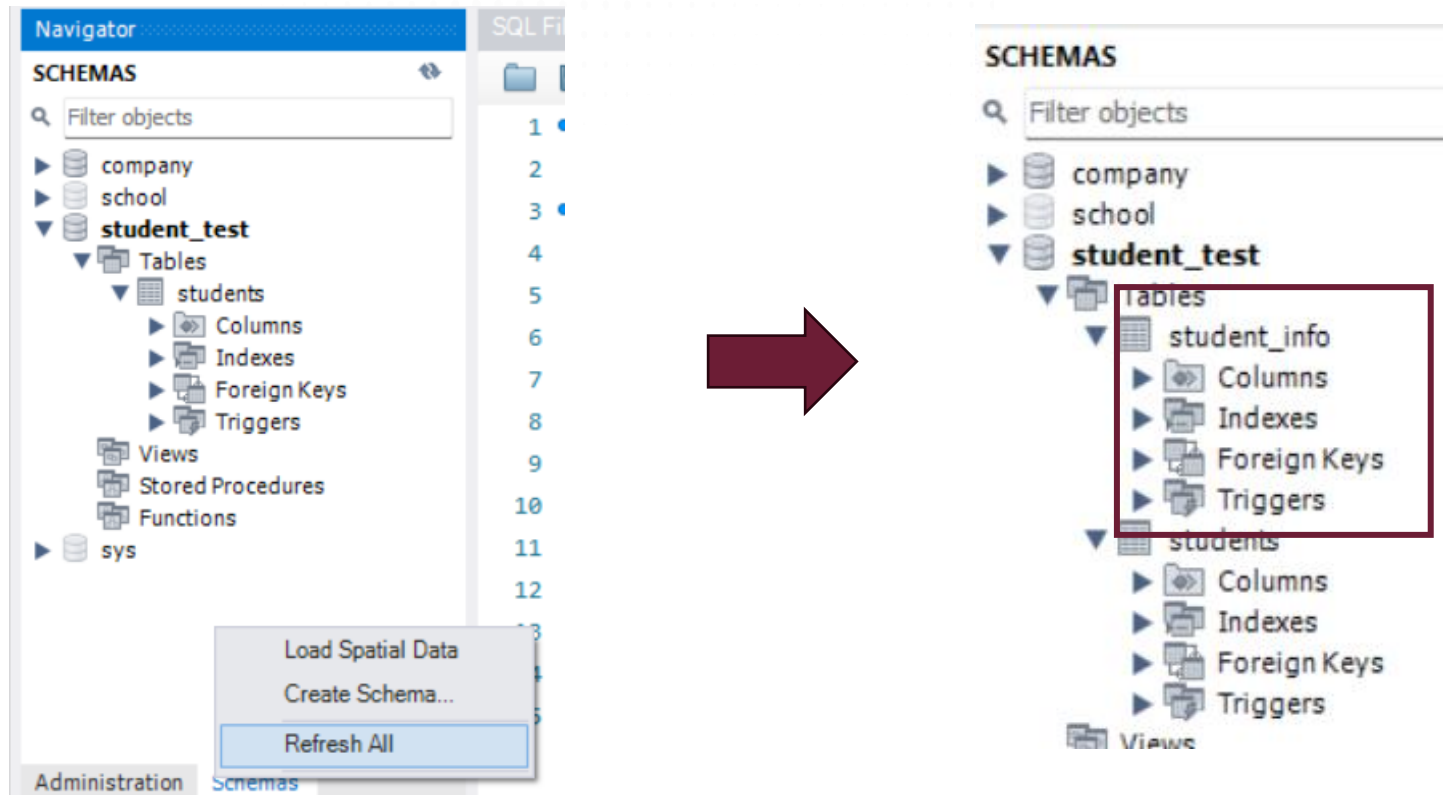 Navigator
SQL Fil
SCHEMAS
Filter objects
company
school
student_test
Tables
students
Columns
Indexes
Foreign Keys
Triggers
Views
Stored Procedures
Functions
sys
1
2
3
4
5
6
7
8
9
10
11
12
Load Spatial Data
Create Schema...
Refresh All
Administration
Schemas
SCHEMAS
Filter objects
company
school
student_test
Tables
student_info
Columns
Indexes
Foreign Keys
Triggers
students
Columns
Indexes
Foreign Keys
Triggers
Views